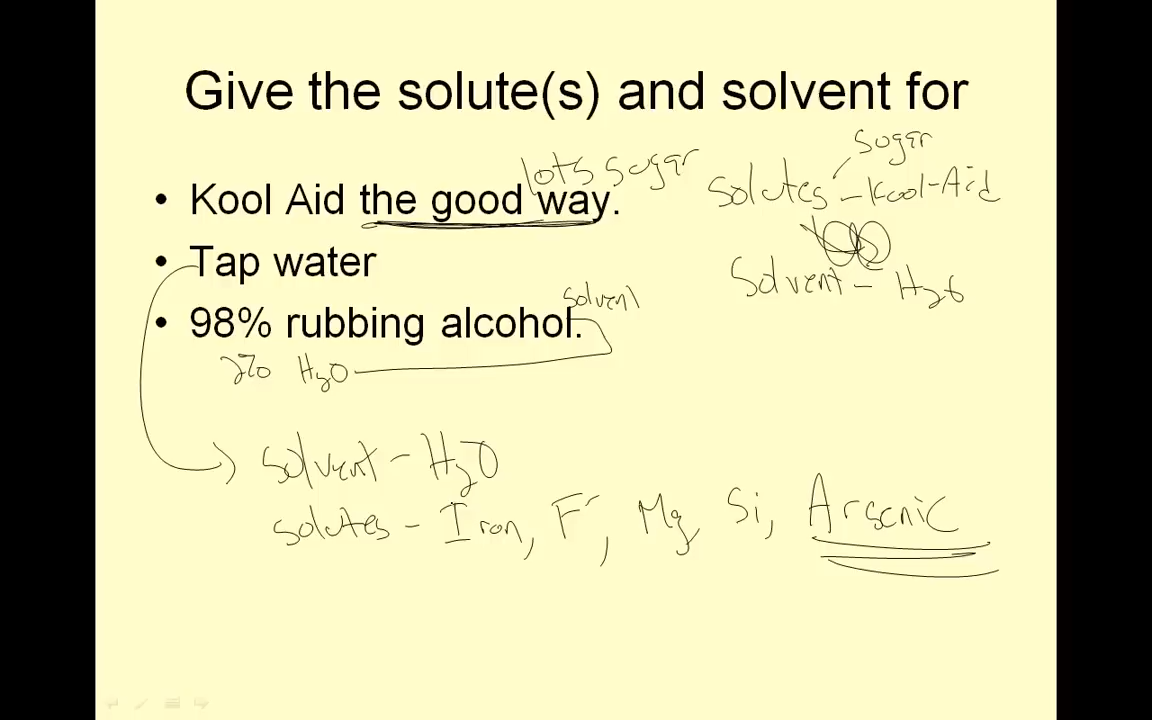 Give the solute(s) and solvent for
lots sugar
• Kool Aid the good way.
sugar
solutes - Kool-Aid
solvent - H2O
• Tap water
• 98% rubbing alcohol.
solvent
2% H2O
solvent - H2O
solutes - Iron, F-, Mg, Si, Arsenic